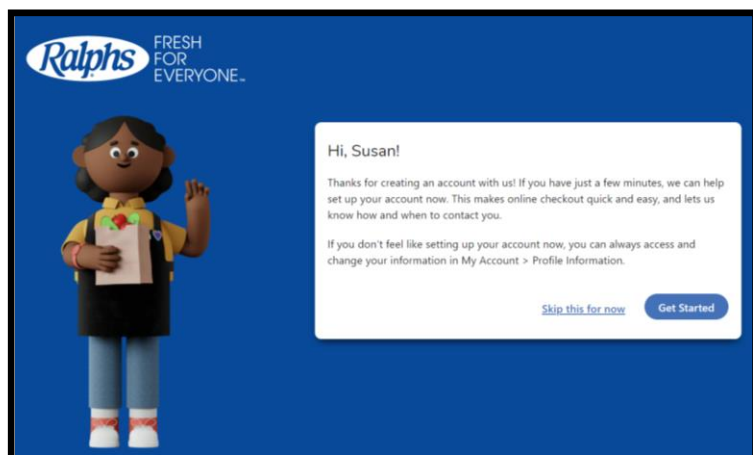 Ralphs
FRESH
FOR
EVERYONE™
Hi, Susan!
Thanks for creating an account with us! If you have just a few minutes, we can help
set up your account now. This makes online checkout quick and easy, and lets us
know how and when to contact you.
If you don't feel like setting up your account now, you can always access and
change your information in My Account > Profile Information.
Skip this for now
Get Started